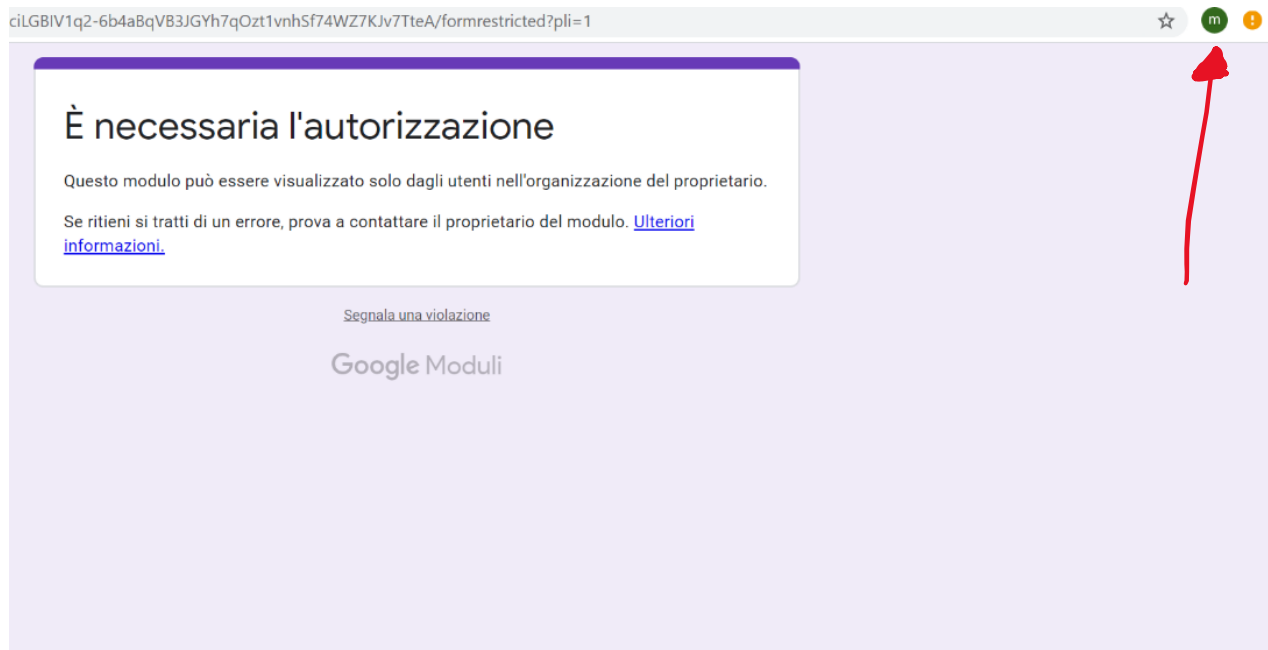 ciLGBIV1q2-6b4aBqVB3JGYh7qOzt1vnhSf74WZ7KJv7TteA/formrestricted?pli=1
m
!
È necessaria l'autorizzazione
Questo modulo può essere visualizzato solo dagli utenti nell'organizzazione del proprietario.
Se ritieni si tratti di un errore, prova a contattare il proprietario del modulo. Ulteriori
informazioni.
Segnala una violazione
Google Moduli